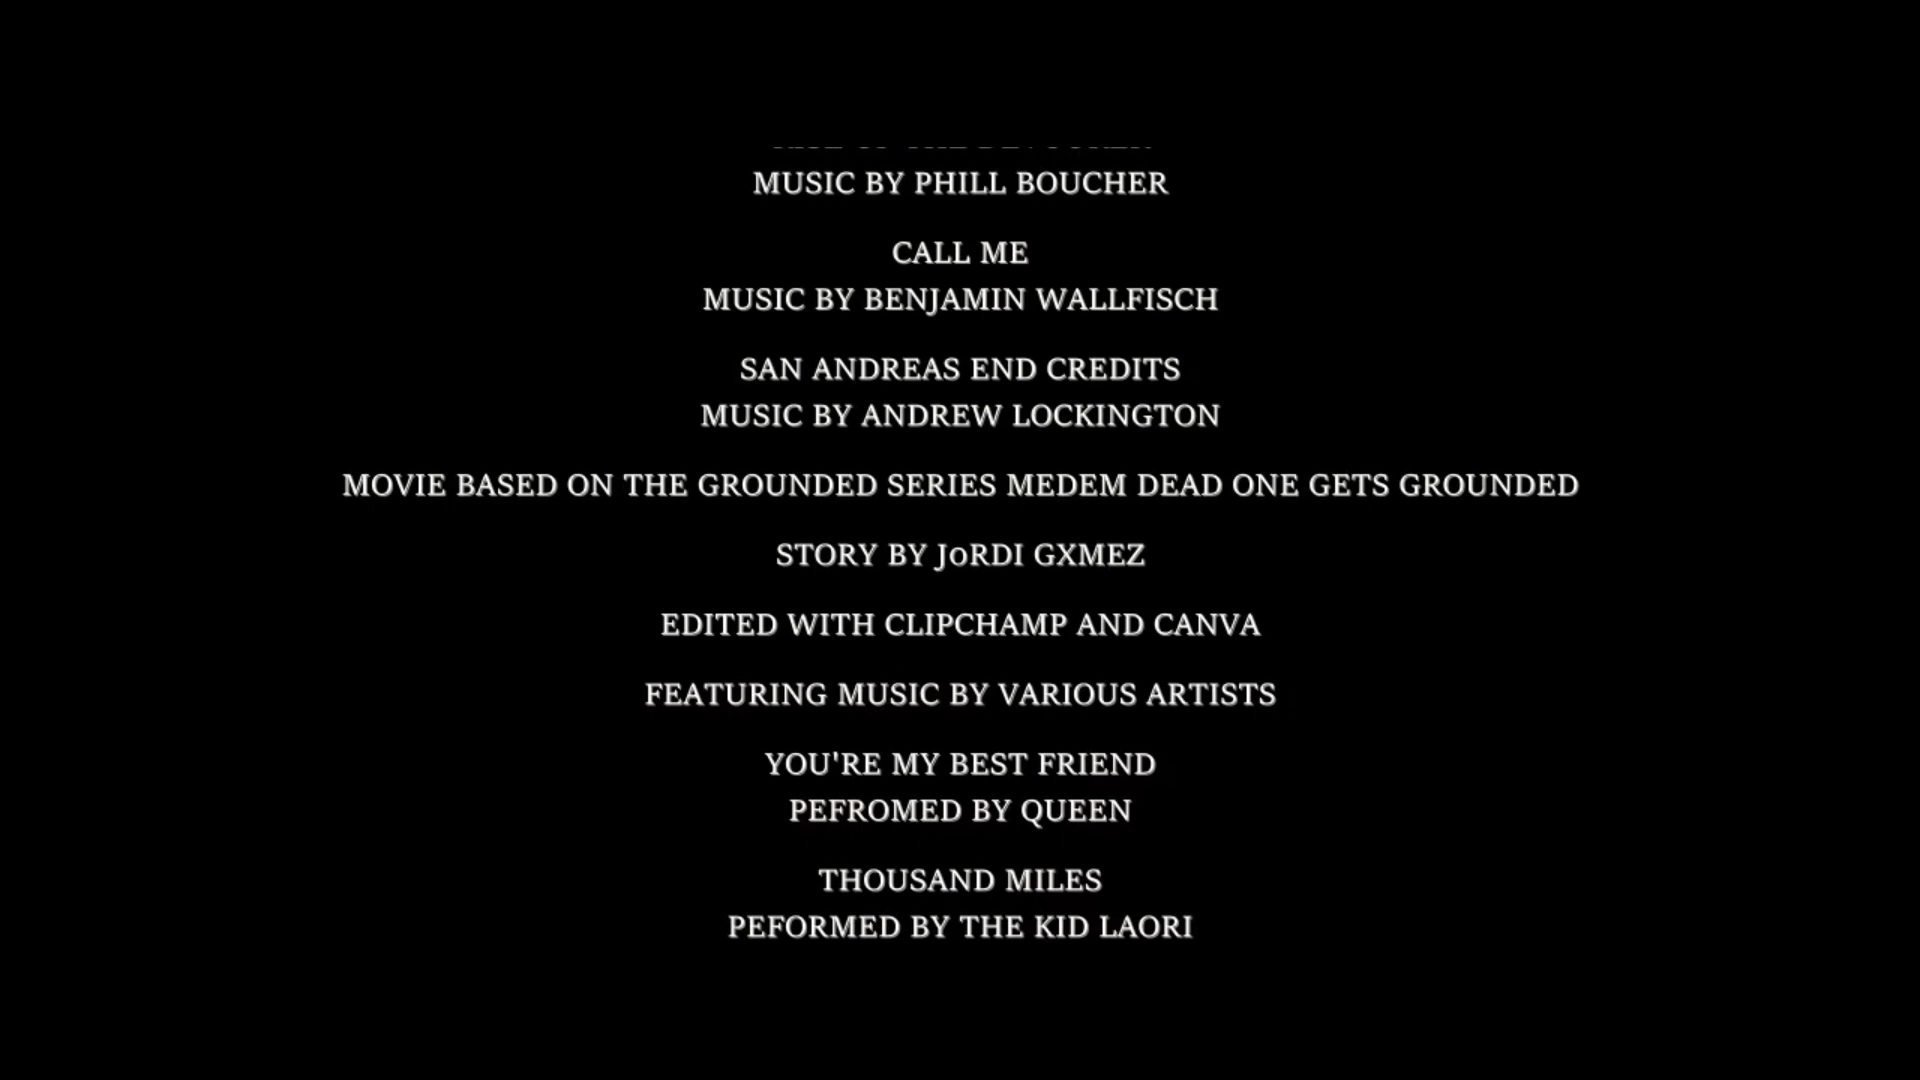 MUSIC BY PHILL BOUCHER
CALL ME
MUSIC BY BENJAMIN WALLFISCH
SAN ANDREAS END CREDITS
MUSIC BY ANDREW LOCKINGTON
MOVIE BASED ON THE GROUNDED SERIES MEDEM DEAD ONE GETS GROUNDED
STORY BY JoRDI GXMEZ
EDITED WITH CLIPCHAMP AND CANVA
FEATURING MUSIC BY VARIOUS ARTISTS
YOU'RE MY BEST FRIEND
PEFROMED BY QUEEN
THOUSAND MILES
PEFORMED BY THE KID LAORI